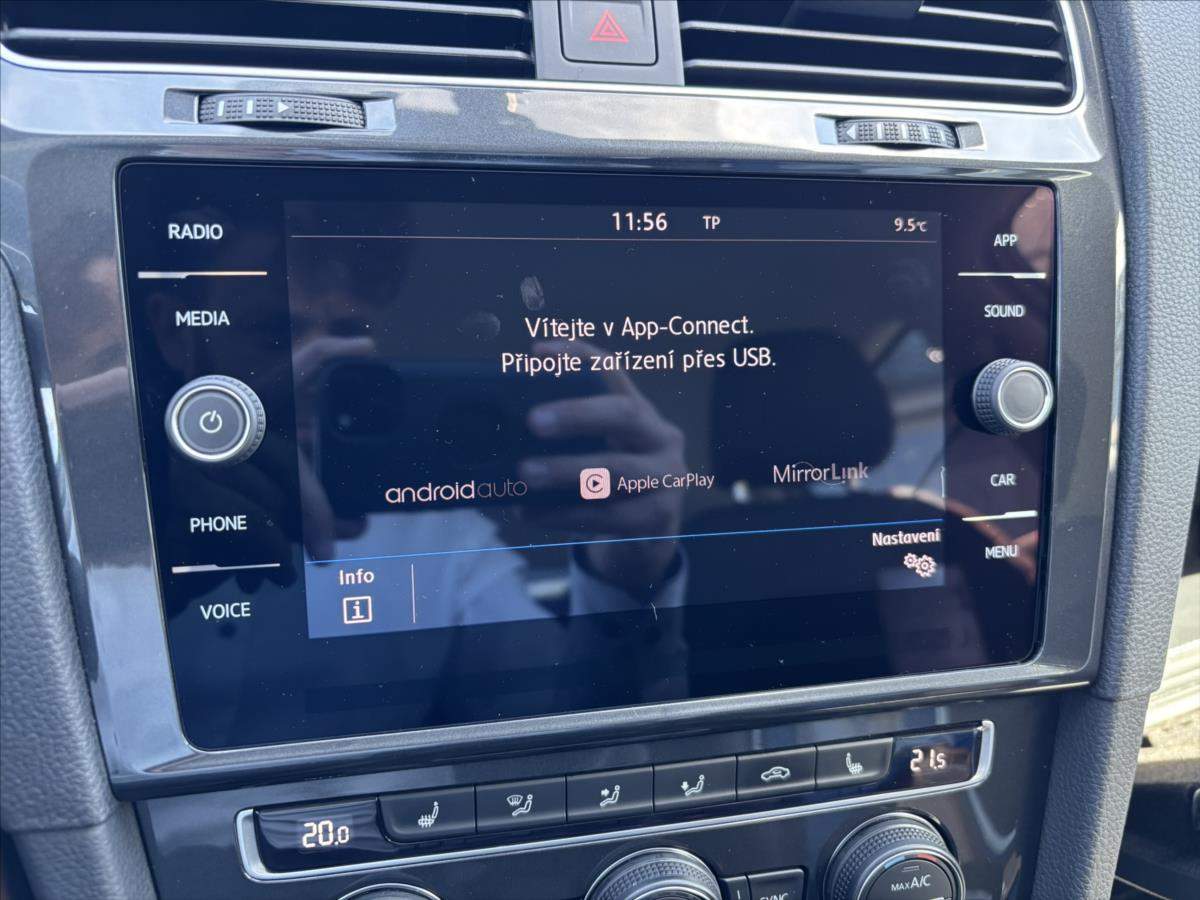 11:56 TP 9.5°C
RADIO
MEDIA
PHONE
VOICE
Vítejte v App-Connect.
Připojte zařízení přes USB.
androidauto
Apple CarPlay
MirrorLink
Info
i
Nastavení
APP
SOUND
CAR
MENU
20.0
21.5
SYNC
MAX A/C